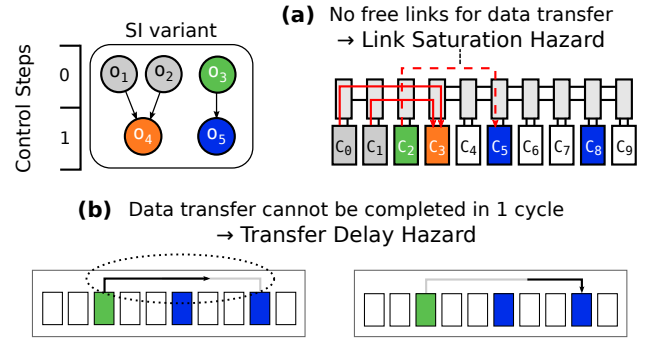 SI variant
Control Steps
0
1
o1 o2 o3
o4 o5
(a) No free links for data transfer
→ Link Saturation Hazard
C0 C1 C2 C3 C4 C5 C6 C7 C8 C9
(b) Data transfer cannot be completed in 1 cycle
→ Transfer Delay Hazard